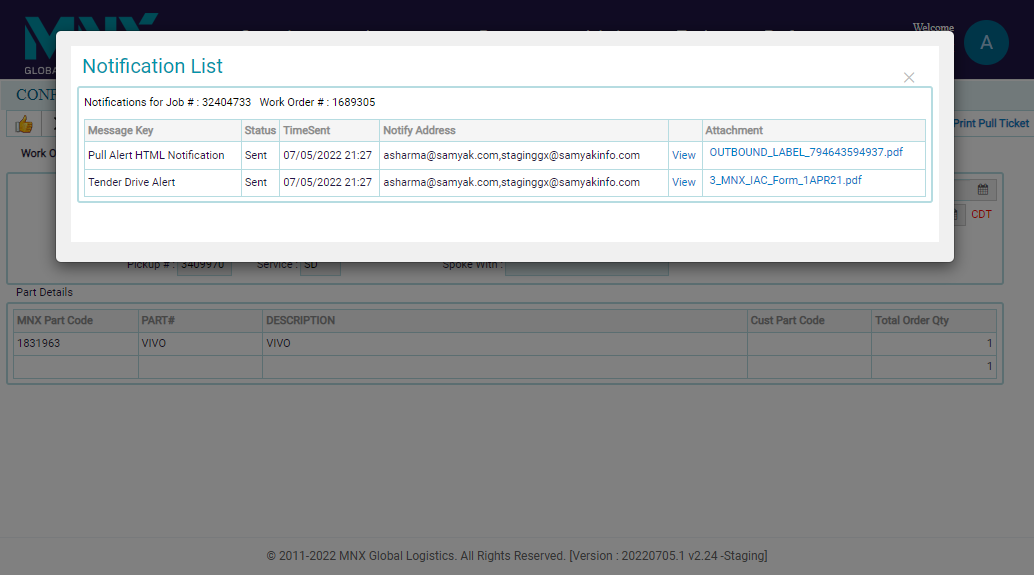 MNX
GLOBAL
Welcome
A
Notification List
Notifications for Job # : 32404733 Work Order # : 1689305
Message Key Status TimeSent Notify Address Attachment
Pull Alert HTML Notification Sent 07/05/2022 21:27 asharma@samyak.com,staginggx@samyakinfo.com View OUTBOUND_LABEL_794643594937.pdf
Tender Drive Alert Sent 07/05/2022 21:27 asharma@samyak.com,staginggx@samyakinfo.com View 3_MNX_IAC_Form_1APR21.pdf
Print Pull Ticket
Work O
CDT
Pickup # : 3409970 Service : SD Spoke With :
Part Details
MNX Part Code PART# DESCRIPTION Cust Part Code Total Order Qty
1831963 VIVO VIVO 1
1
© 2011-2022 MNX Global Logistics. All Rights Reserved. [Version : 20220705.1 v2.24 -Staging]